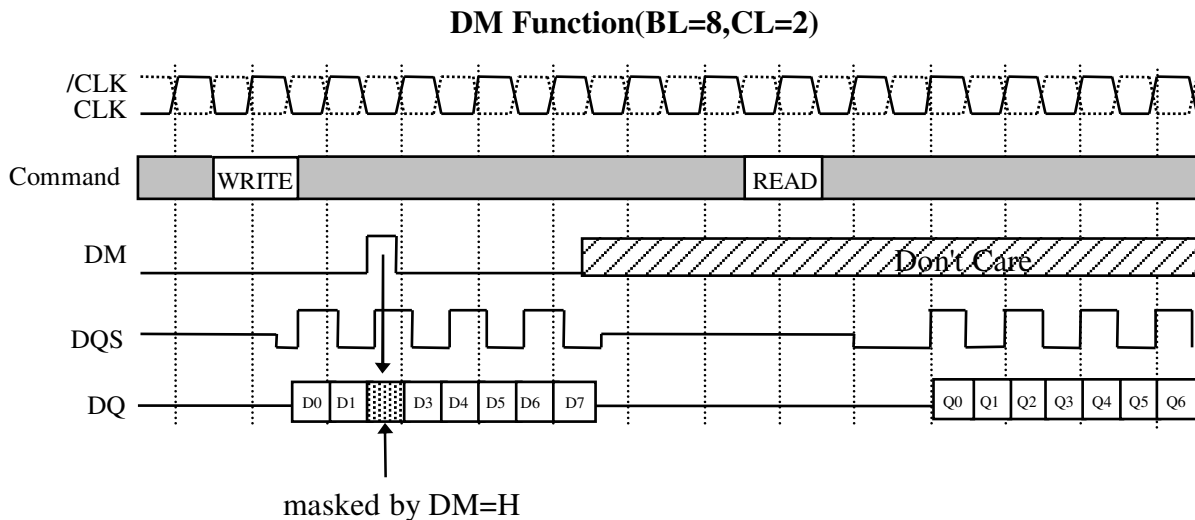 DM Function(BL=8,CL=2)
/CLK
CLK
Command WRITE READ
DM Don't Care
DQS
DQ D0 D1 D3 D4 D5 D6 D7 Q0 Q1 Q2 Q3 Q4 Q5 Q6
masked by DM=H